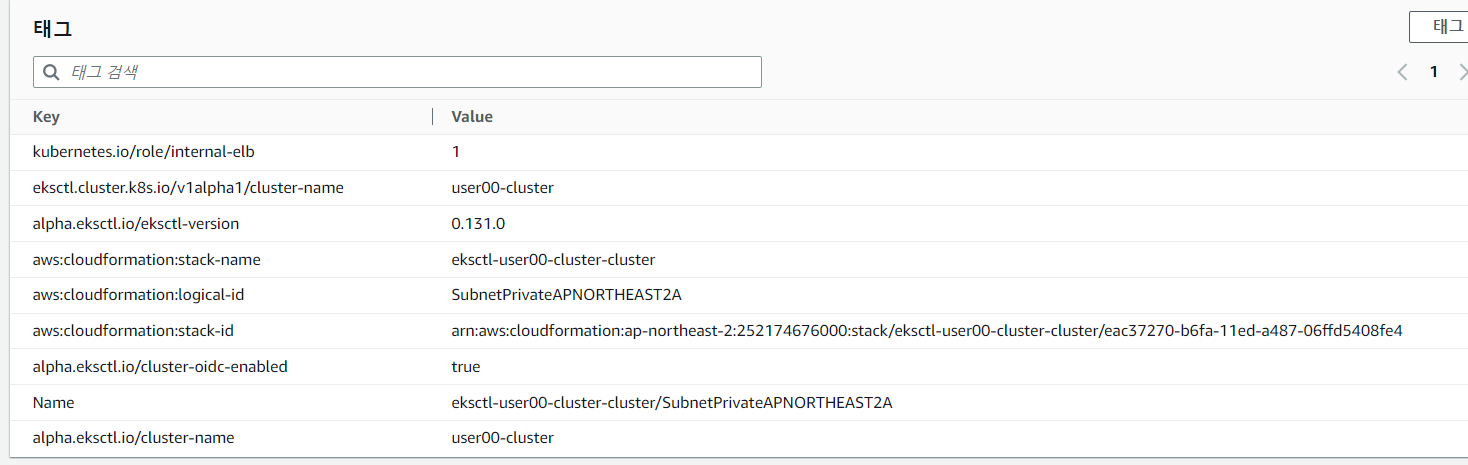 태그
태그
태그 검색
1
Key Value
kubernetes.io/role/internal-elb 1
eksctl.cluster.k8s.io/v1alpha1/cluster-name user00-cluster
alpha.eksctl.io/eksctl-version 0.131.0
aws:cloudformation:stack-name eksctl-user00-cluster-cluster
aws:cloudformation:logical-id SubnetPrivateAPNORTHEAST2A
aws:cloudformation:stack-id arn:aws:cloudformation:ap-northeast-2:252174676000:stack/eksctl-user00-cluster-cluster/eac37270-b6fa-11ed-a487-06ffd5408fe4
alpha.eksctl.io/cluster-oidc-enabled true
Name eksctl-user00-cluster-cluster/SubnetPrivateAPNORTHEAST2A
alpha.eksctl.io/cluster-name user00-cluster